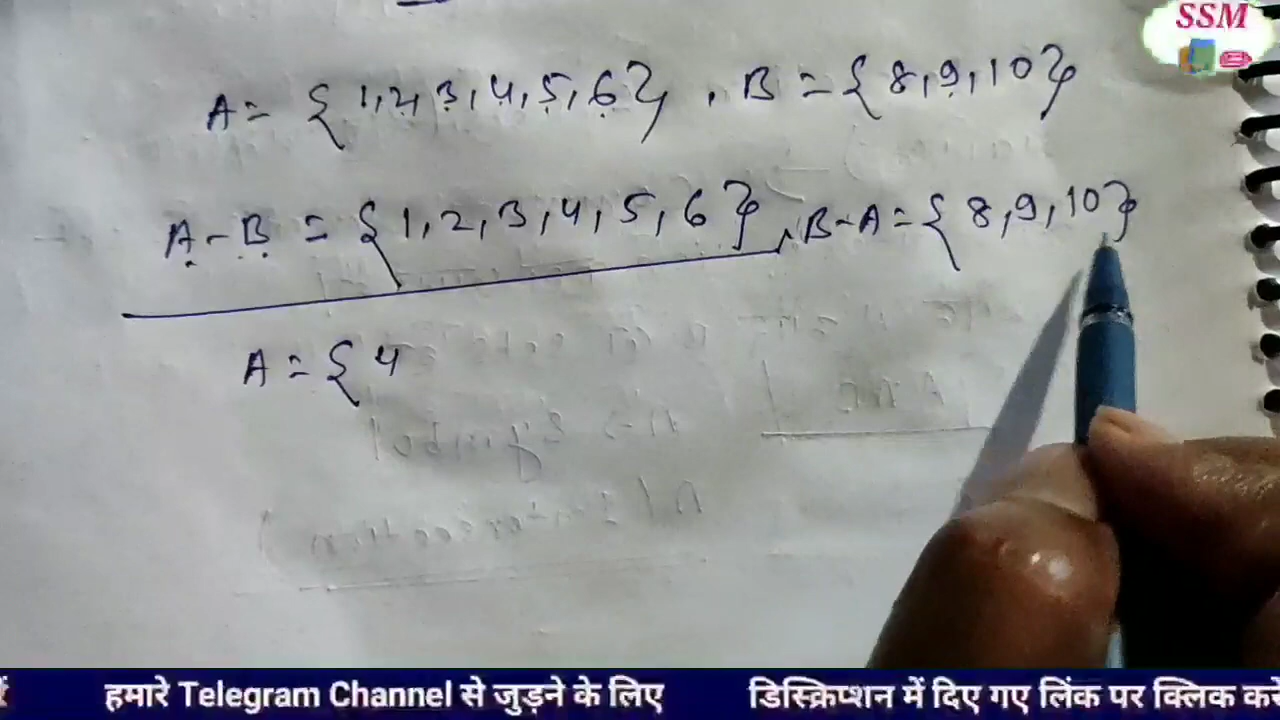 SSM
A = {1,2,3,4,5,6}, B = {8,9,10}
A-B = {1,2,3,4,5,6}, B-A = {8,9,10}
A = {4
हमारे Telegram Channel से जुड़ने के लिए डिस्क्रिप्शन में दिए गए लिंक पर क्लिक करें